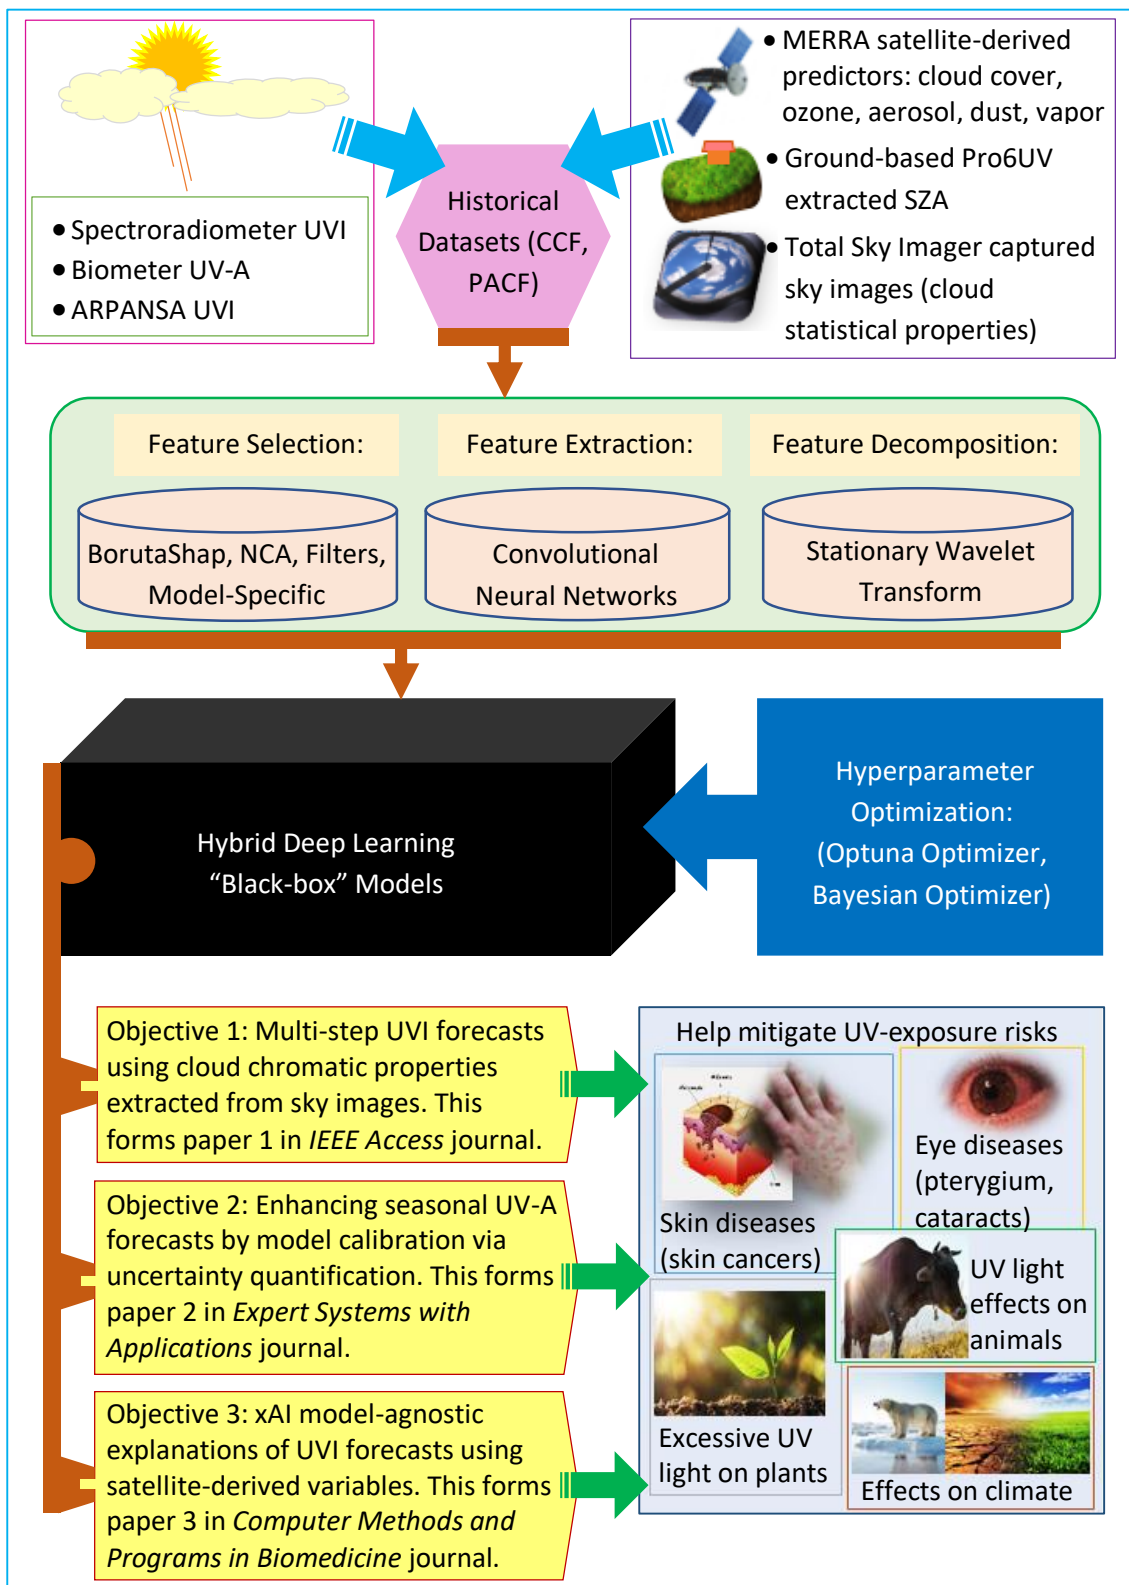 • Spectroradiometer UVI
• Biometer UV-A
• ARPANSA UVI
Historical
Datasets (CCF,
PACF)
• MERRA satellite-derived
predictors: cloud cover,
ozone, aerosol, dust, vapor
• Ground-based Pro6UV
extracted SZA
• Total Sky Imager captured
sky images (cloud
statistical properties)
Feature Selection:
BorutaShap, NCA, Filters,
Model-Specific
Feature Extraction:
Convolutional
Neural Networks
Feature Decomposition:
Stationary Wavelet
Transform
Hybrid Deep Learning
“Black-box” Models
Hyperparameter
Optimization:
(Optuna Optimizer,
Bayesian Optimizer)
Objective 1: Multi-step UVI forecasts
using cloud chromatic properties
extracted from sky images. This
forms paper 1 in IEEE Access journal.
Objective 2: Enhancing seasonal UV-A
forecasts by model calibration via
uncertainty quantification. This forms
paper 2 in Expert Systems with
Applications journal.
Objective 3: xAI model-agnostic
explanations of UVI forecasts using
satellite-derived variables. This forms
paper 3 in Computer Methods and
Programs in Biomedicine journal.
Help mitigate UV-exposure risks
Skin diseases
(skin cancers)
Eye diseases
(pterygium,
cataracts)
UV light
effects on
animals
Excessive UV
light on plants
Effects on climate